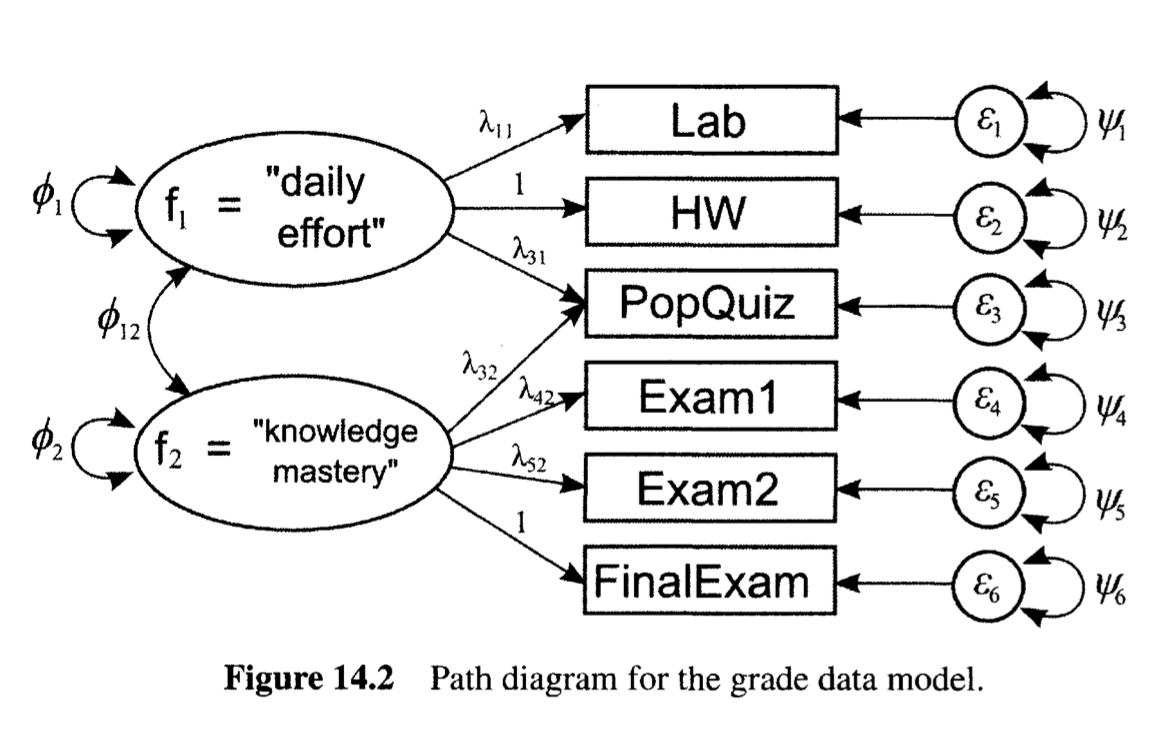 λ₁₁
Lab
ε₁
ψ₁
ϕ₁
f₁ = "daily
effort"
1
HW
ε₂
ψ₂
λ₃₁
PopQuiz
ε₃
ψ₃
ϕ₁₂
λ₃₂
λ₄₂
Exam1
ε₄
ψ₄
ϕ₂
f₂ = "knowledge
mastery"
λ₅₂
Exam2
ε₅
ψ₅
1
FinalExam
ε₆
ψ₆
Figure 14.2 Path diagram for the grade data model.